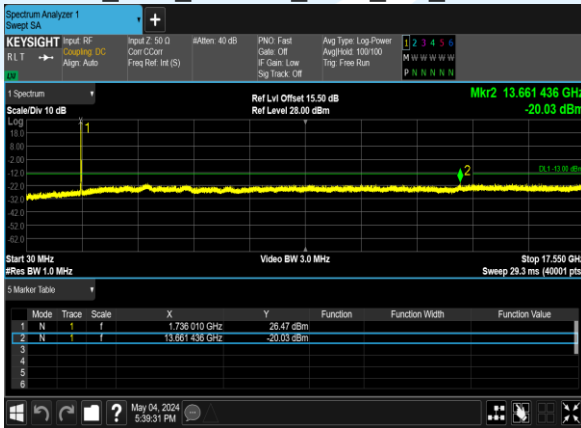 Spectrum Analyzer 1
Swept SA
+
KEYSIGHT Input: RF Input Z: 50 Ω #Atten: 40 dB PNO: Fast Avg Type: Log-Power 1 2 3 4 5 6
RLT Coupling: DC Corr CCorr Gate: Off Avg|Hold: 100/100 M W W W W W
Align: Auto Freq Ref: Int (S) IF Gain: Low Trig: Free Run
Sig Track: Off P N N N N N
1 Spectrum Ref Lvl Offset 15.50 dB Mkr2 13.661 436 GHz
Scale/Div 10 dB Ref Level 28.00 dBm -20.03 dBm
Log
1
18.0
8.00
-2.00
-12.0
2
DL1 -13.00 dBm
-22.0
-32.0
-42.0
-52.0
-62.0
Start 30 MHz Video BW 3.0 MHz Stop 17.550 GHz
#Res BW 1.0 MHz Sweep 29.3 ms (40001 pts)
5 Marker Table
Mode Trace Scale X Y Function Function Width Function Value
1 N 1 f 1.736 010 GHz 26.47 dBm
2 N 1 f 13.661 436 GHz -20.03 dBm
3
4
5
6
? May 04, 2024
5:39:31 PM